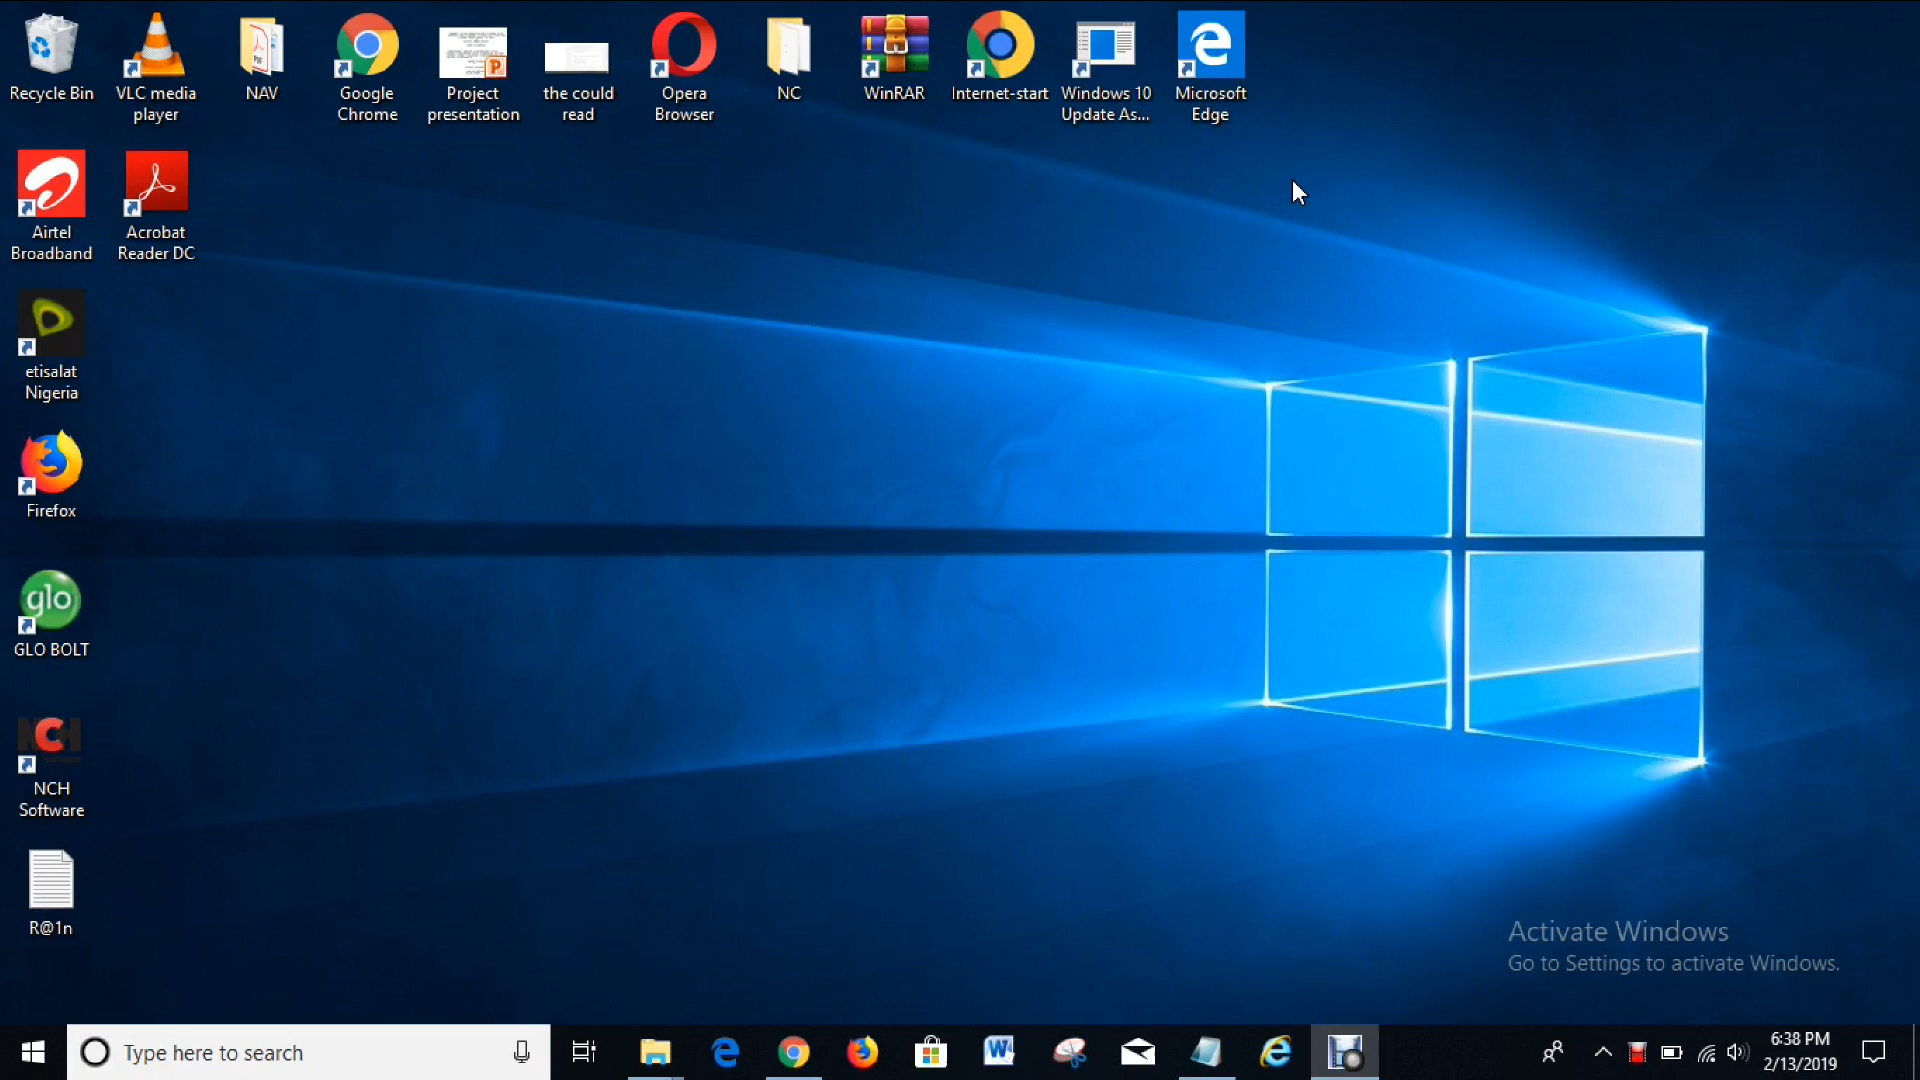 Recycle Bin
VLC media
player
NAV
Google
Chrome
Project
presentation
the could
read
Opera
Browser
NC
WinRAR
Internet-start
Windows 10
Update As...
Microsoft
Edge
Airtel
Broadband
Acrobat
Reader DC
etisalat
Nigeria
Firefox
glo
GLO BOLT
NCH
NCH
Software
R@1n
Activate Windows
Go to Settings to activate Windows.
Type here to search
6:38 PM
2/13/2019